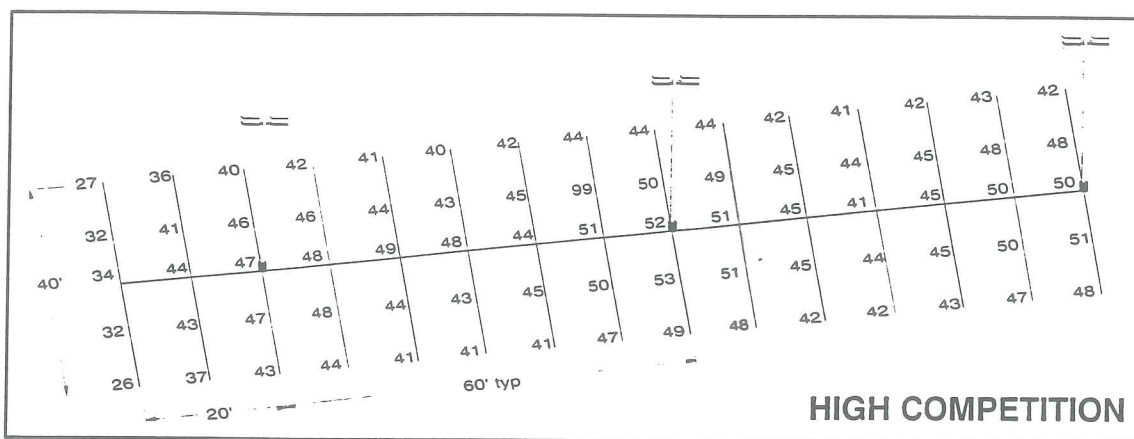 27 36 40 42 41 40 42 44 44 44 42 41 42 43 42
32 41 46 46 44 43 45 99 50 49 45 44 45 48 48
34 44 47 48 49 48 44 51 52 51 45 41 45 50 50
40'
32 43 47 48 44 43 45 50 53 51 45 44 45 50 51
26 37 43 44 41 41 41 47 49 48 42 42 43 47 48
20'
60' typ
HIGH COMPETITION